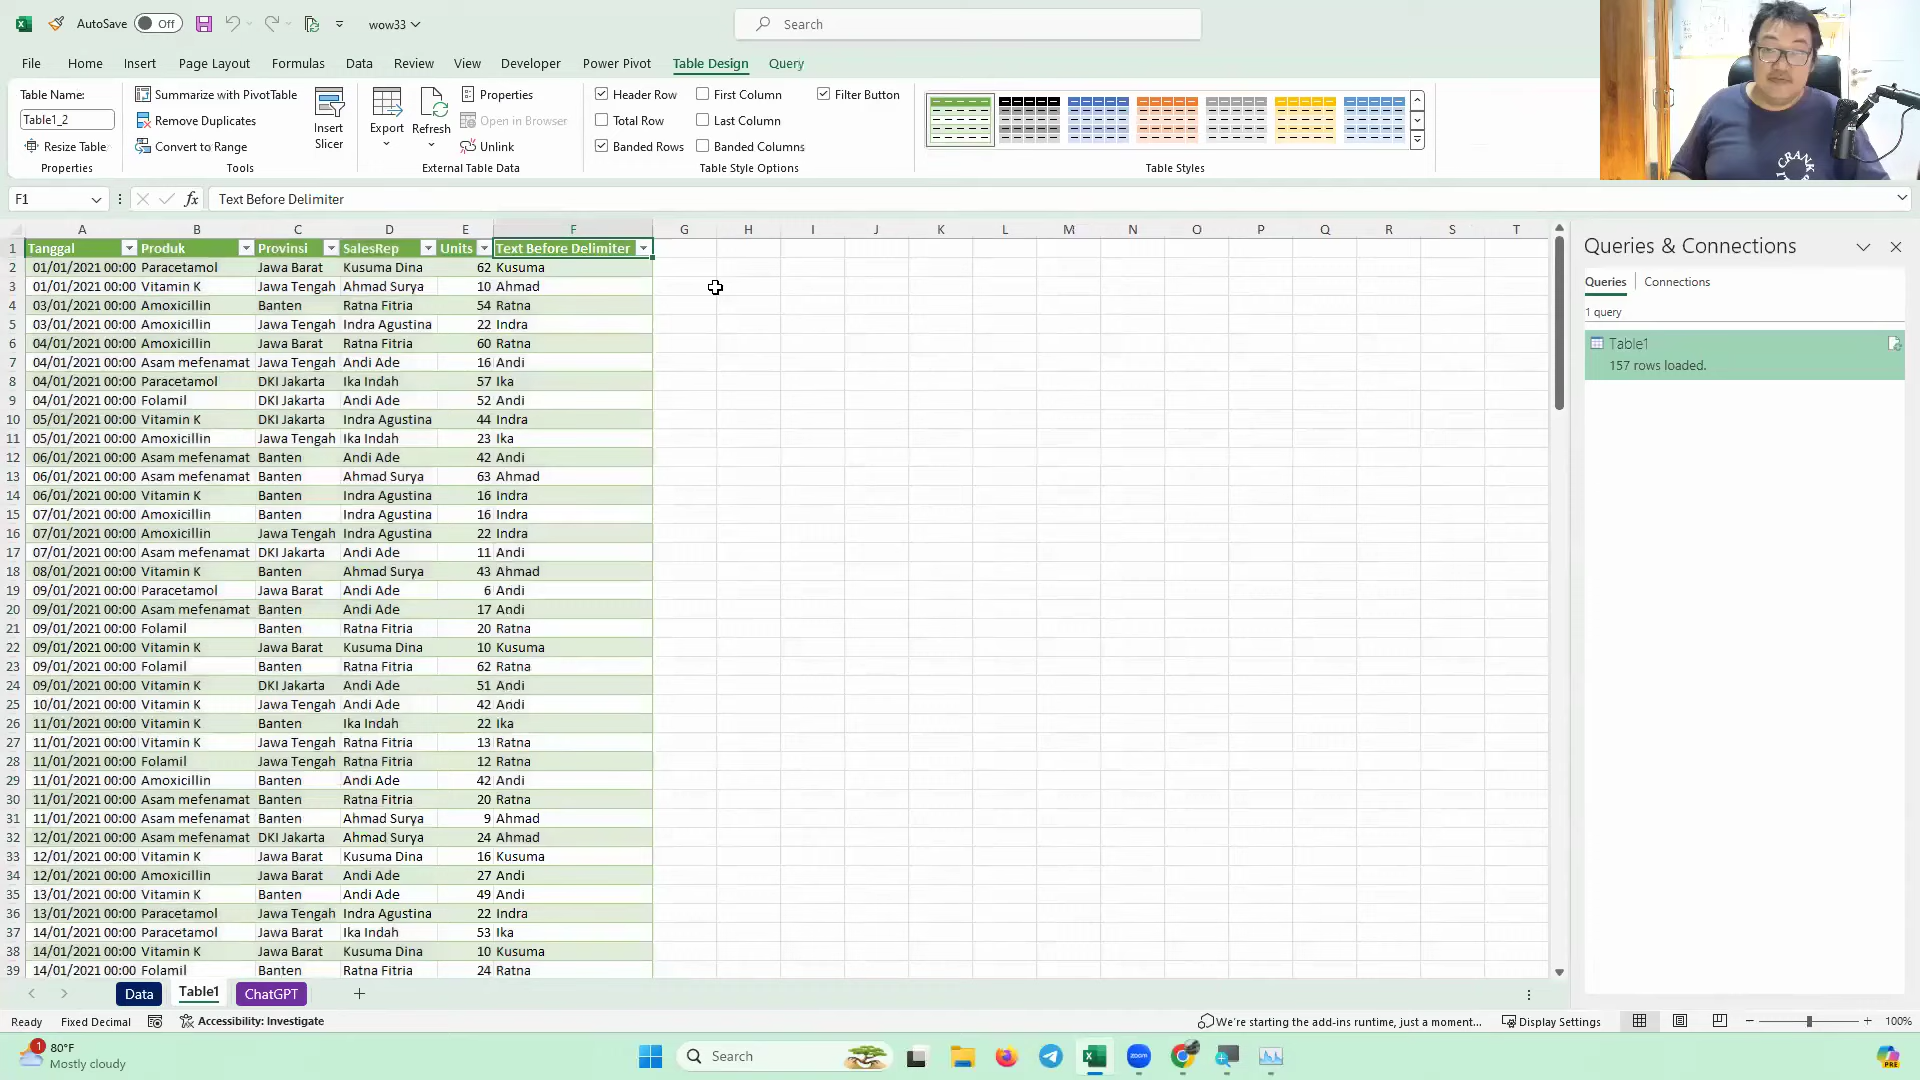 AutoSave Off wow33 Search
File Home Insert Page Layout Formulas Data Review View Developer Power Pivot Table Design Query
Table Name:
Table1_2
Resize Table
Properties
Summarize with PivotTable
Remove Duplicates
Convert to Range
Insert Slicer
Tools
Export
Refresh
Properties
Open in Browser
Unlink
External Table Data
Header Row First Column Filter Button
Total Row Last Column
Banded Rows Banded Columns
Table Style Options
Table Styles
F1 fx Text Before Delimiter
A B C D E F G H I J K L M N O P Q R S T
1 Tanggal Produk Provinsi SalesRep Units Text Before Delimiter
2 01/01/2021 00:00 Paracetamol Jawa Barat Kusuma Dina 62 Kusuma
3 01/01/2021 00:00 Vitamin K Jawa Tengah Ahmad Surya 10 Ahmad
4 03/01/2021 00:00 Amoxicillin Banten Ratna Fitria 54 Ratna
5 03/01/2021 00:00 Amoxicillin Jawa Tengah Indra Agustina 22 Indra
6 04/01/2021 00:00 Amoxicillin Jawa Barat Ratna Fitria 60 Ratna
7 04/01/2021 00:00 Asam mefenamat Jawa Tengah Andi Ade 16 Andi
8 04/01/2021 00:00 Paracetamol DKI Jakarta Ika Indah 57 Ika
9 04/01/2021 00:00 Folamil DKI Jakarta Andi Ade 52 Andi
10 05/01/2021 00:00 Vitamin K DKI Jakarta Indra Agustina 44 Indra
11 05/01/2021 00:00 Amoxicillin Jawa Tengah Ika Indah 23 Ika
12 06/01/2021 00:00 Asam mefenamat Banten Andi Ade 42 Andi
13 06/01/2021 00:00 Asam mefenamat Banten Ahmad Surya 63 Ahmad
14 06/01/2021 00:00 Vitamin K Banten Indra Agustina 16 Indra
15 07/01/2021 00:00 Amoxicillin Banten Indra Agustina 16 Indra
16 07/01/2021 00:00 Amoxicillin Jawa Tengah Indra Agustina 22 Indra
17 07/01/2021 00:00 Asam mefenamat DKI Jakarta Andi Ade 11 Andi
18 08/01/2021 00:00 Vitamin K Banten Ahmad Surya 43 Ahmad
19 09/01/2021 00:00 Paracetamol Jawa Barat Andi Ade 6 Andi
20 09/01/2021 00:00 Asam mefenamat Banten Andi Ade 17 Andi
21 09/01/2021 00:00 Folamil Banten Ratna Fitria 20 Ratna
22 09/01/2021 00:00 Vitamin K Jawa Barat Kusuma Dina 10 Kusuma
23 09/01/2021 00:00 Folamil Banten Ratna Fitria 62 Ratna
24 09/01/2021 00:00 Vitamin K DKI Jakarta Andi Ade 51 Andi
25 10/01/2021 00:00 Vitamin K Jawa Tengah Andi Ade 42 Andi
26 11/01/2021 00:00 Vitamin K Banten Ika Indah 22 Ika
27 11/01/2021 00:00 Vitamin K Jawa Tengah Ratna Fitria 13 Ratna
28 11/01/2021 00:00 Folamil Jawa Tengah Ratna Fitria 12 Ratna
29 11/01/2021 00:00 Amoxicillin Banten Andi Ade 42 Andi
30 11/01/2021 00:00 Asam mefenamat Banten Ratna Fitria 20 Ratna
31 11/01/2021 00:00 Asam mefenamat Banten Ahmad Surya 9 Ahmad
32 12/01/2021 00:00 Asam mefenamat DKI Jakarta Ahmad Surya 24 Ahmad
33 12/01/2021 00:00 Vitamin K Jawa Barat Kusuma Dina 16 Kusuma
34 12/01/2021 00:00 Amoxicillin Jawa Barat Andi Ade 27 Andi
35 13/01/2021 00:00 Vitamin K Banten Andi Ade 49 Andi
36 13/01/2021 00:00 Paracetamol Jawa Tengah Indra Agustina 22 Indra
37 14/01/2021 00:00 Paracetamol Jawa Barat Ika Indah 53 Ika
38 14/01/2021 00:00 Vitamin K Jawa Barat Kusuma Dina 10 Kusuma
39 14/01/2021 00:00 Folamil Banten Ratna Fitria 24 Ratna
Queries & Connections
Queries Connections
1 query
Table1
157 rows loaded.
Data Table1 ChatGPT
Ready Fixed Decimal Accessibility: Investigate We're starting the add-ins runtime, just a moment... Display Settings 100%
1
80°F
Mostly cloudy
Search
zoom
PRE
CRANK